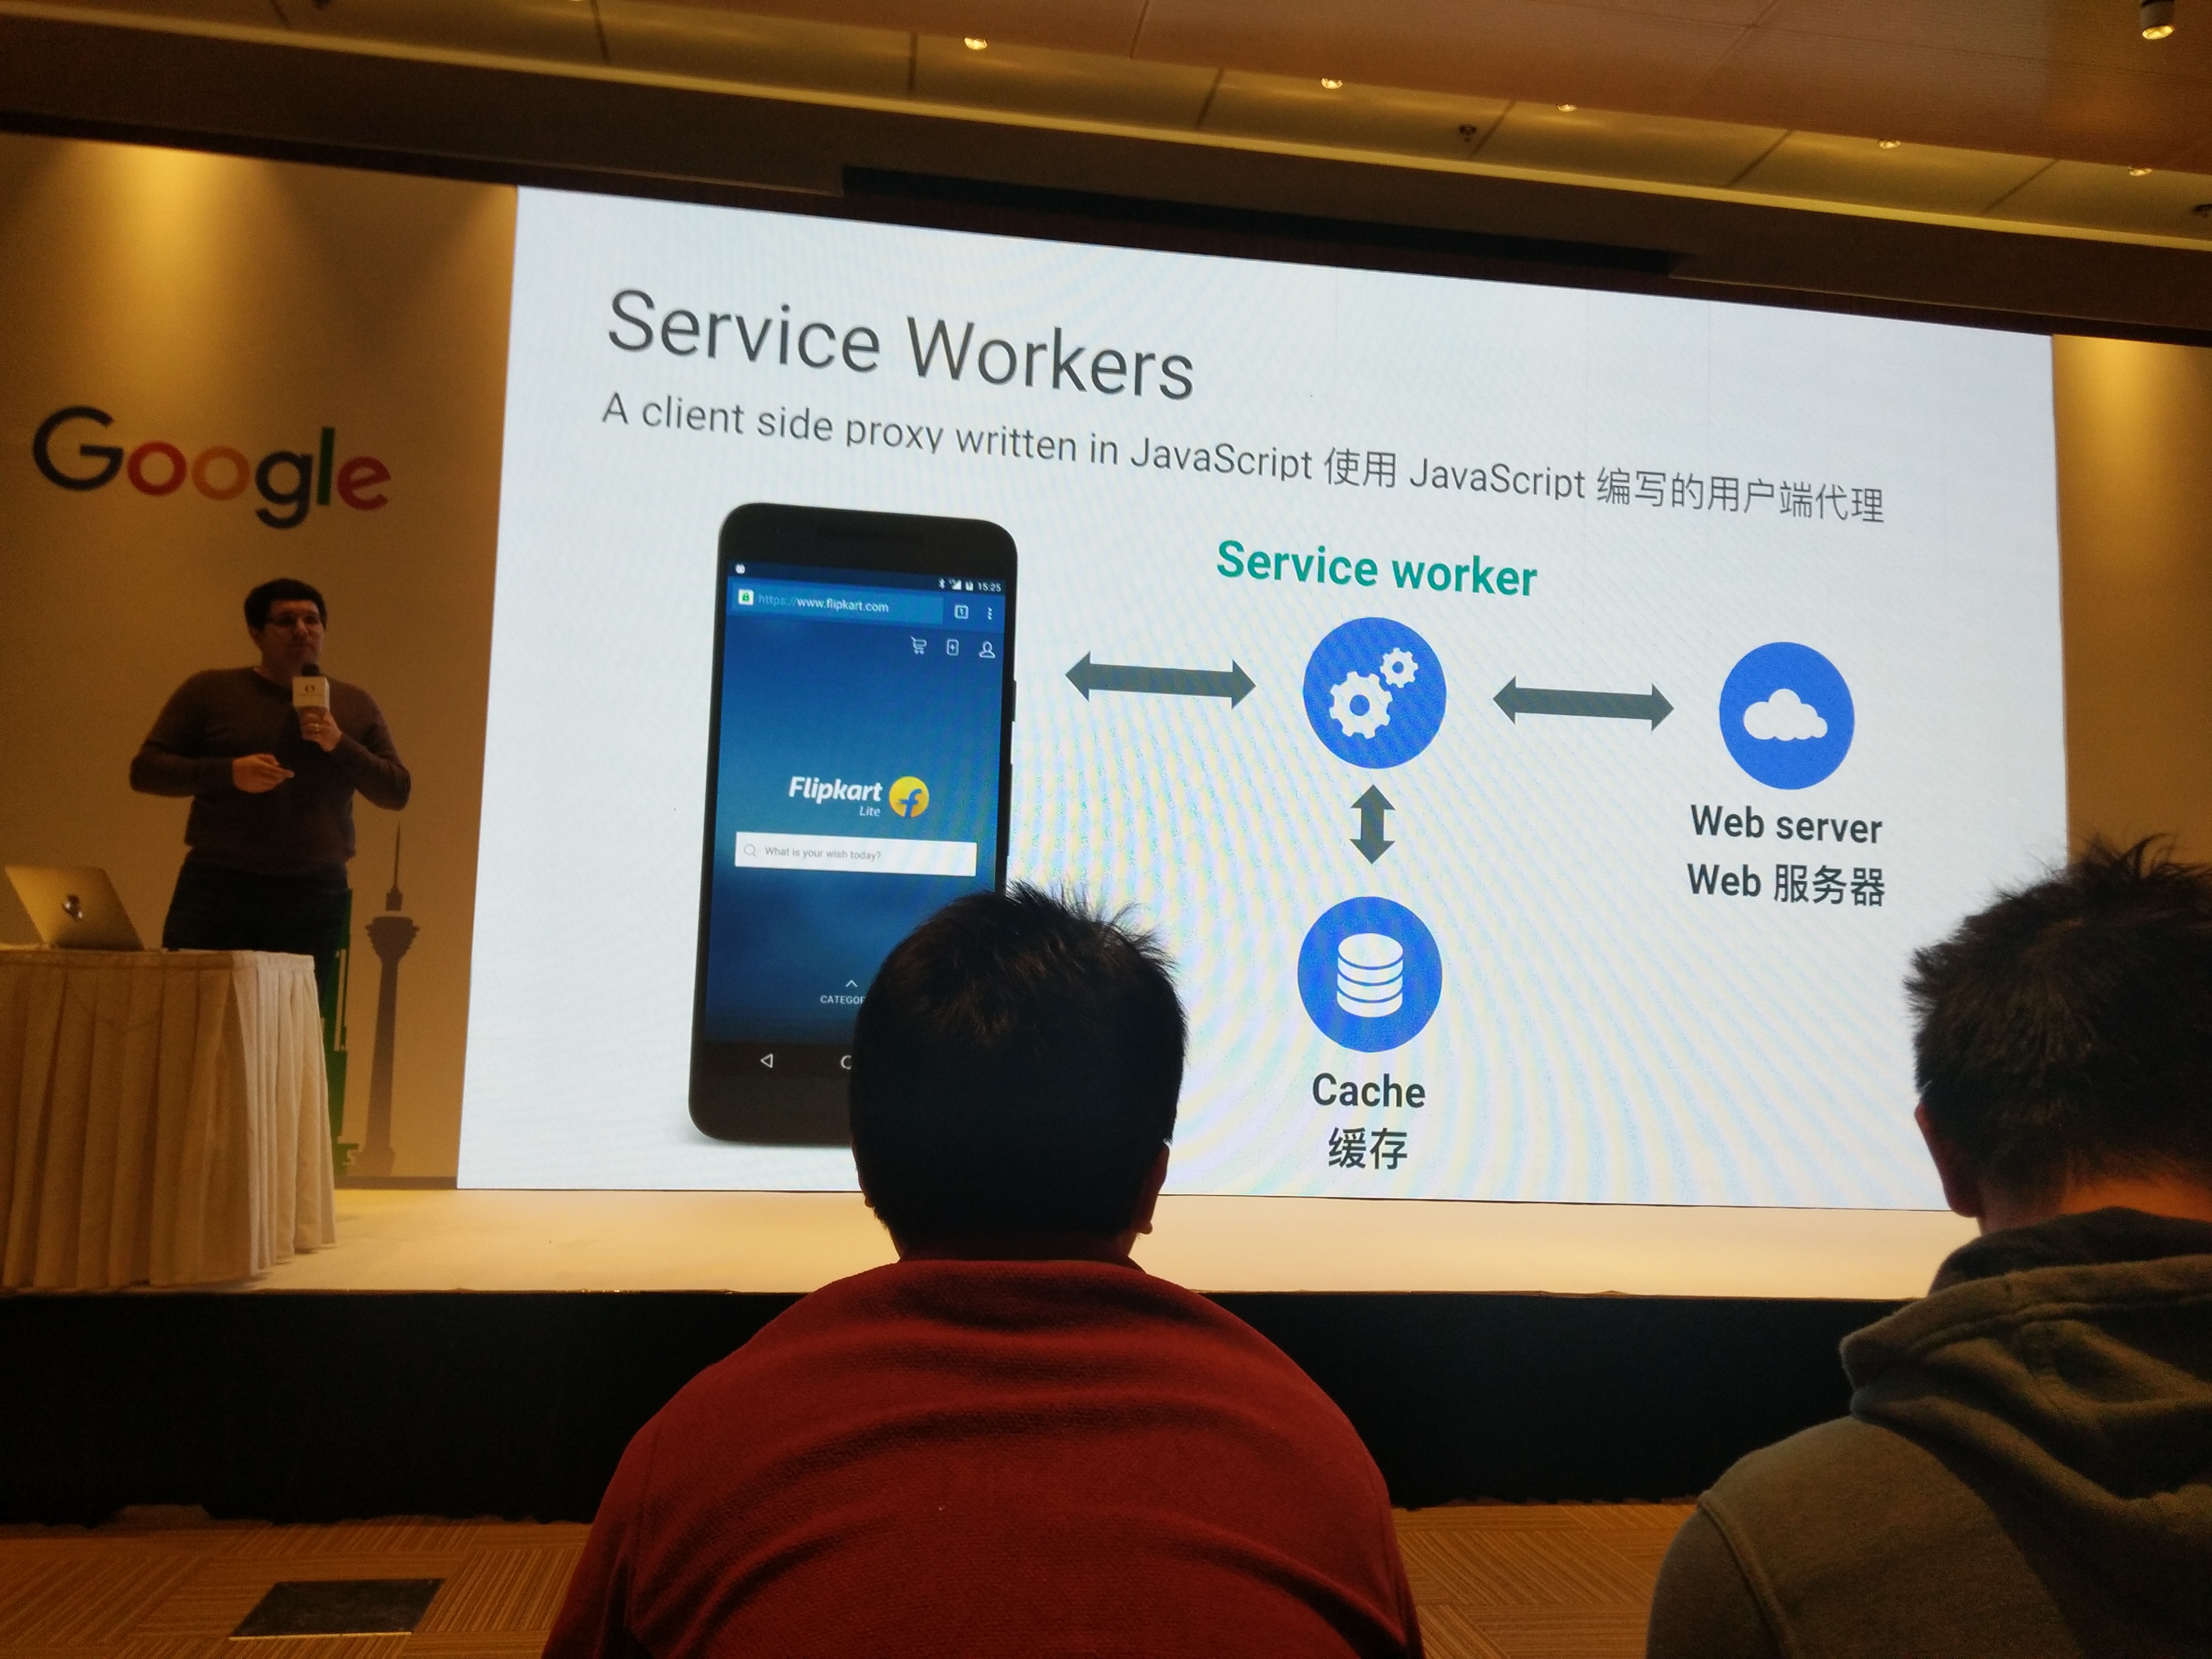 Google
Service Workers
A client side proxy written in JavaScript 使用 JavaScript 编写的用户端代理
Service worker
15:25
https://www.flipkart.com
Flipkart
Lite
What is your wish today?
Web server
Web 服务器
Cache
缓存